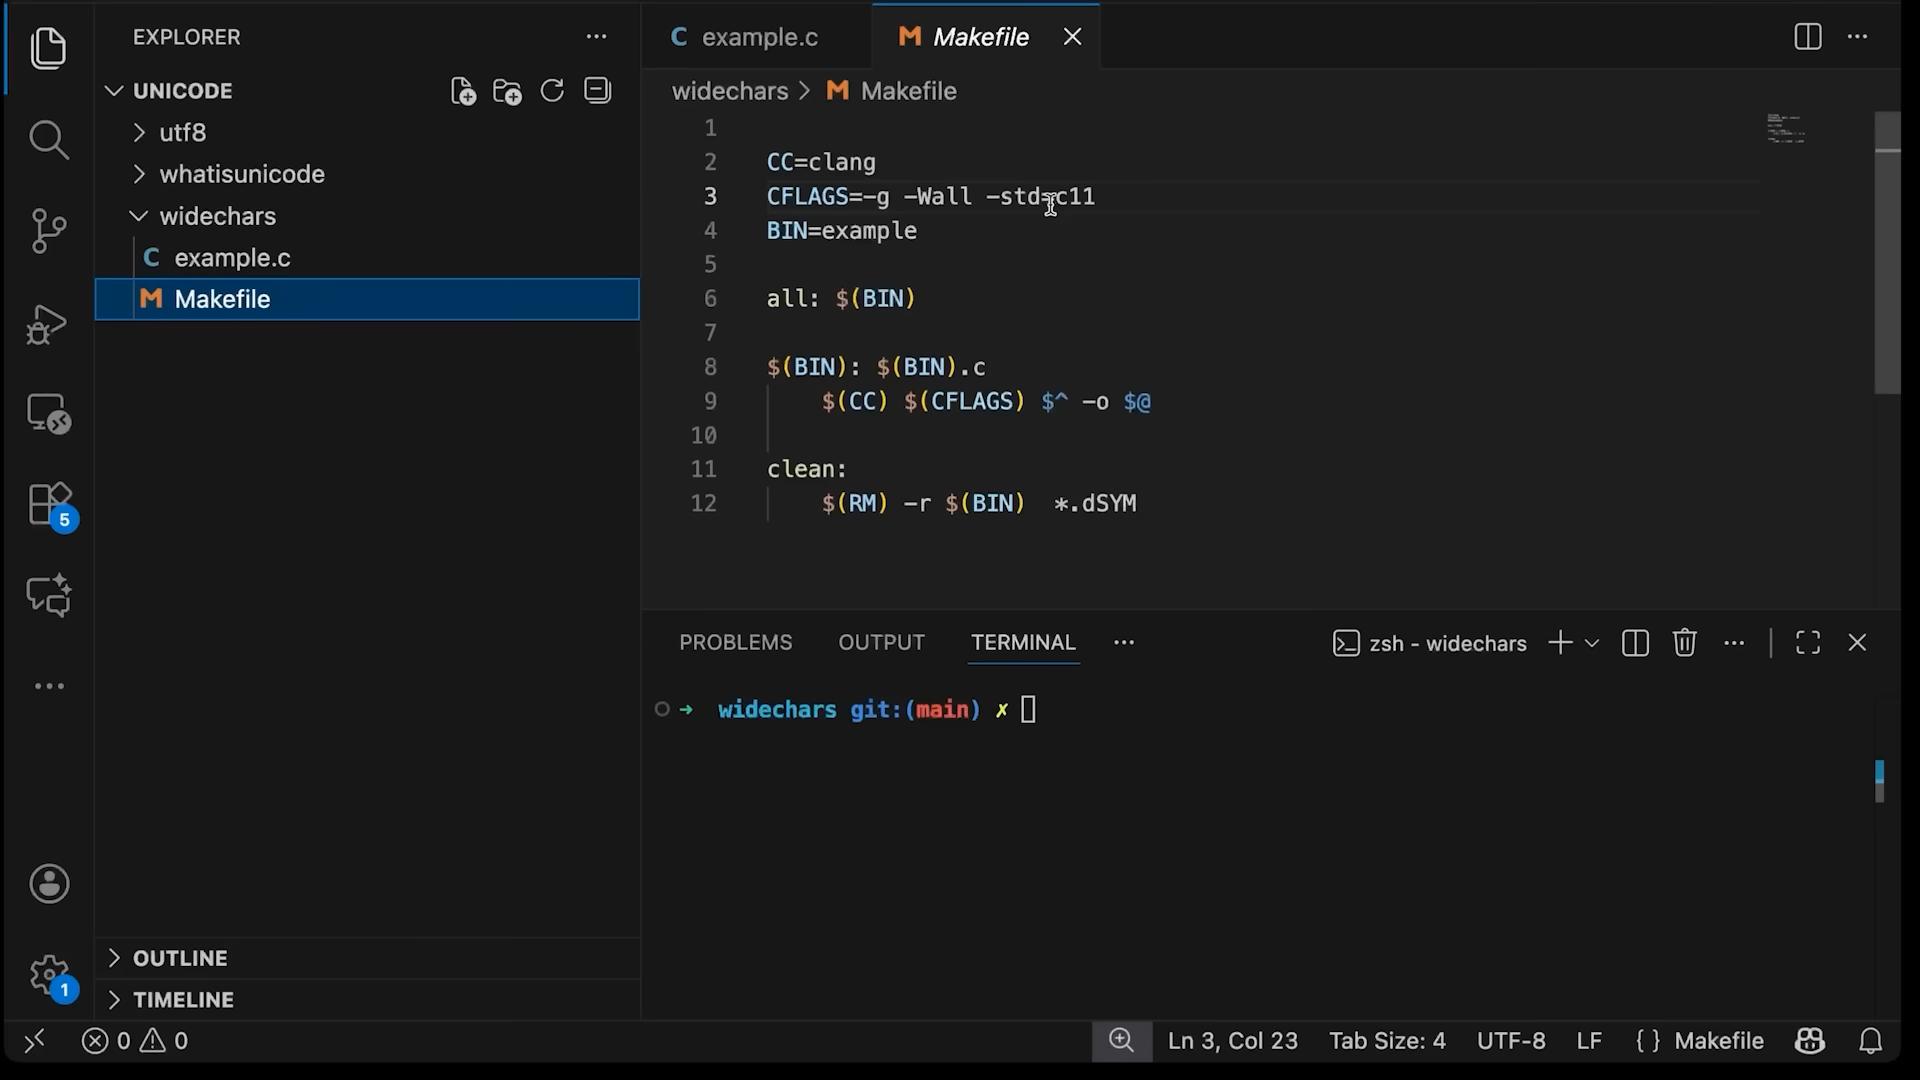 EXPLORER
UNICODE
utf8
whatisunicode
widechars
C example.c
M Makefile
OUTLINE
TIMELINE
5
1
C example.c
M Makefile
widechars > M Makefile
1
2 CC=clang
3 CFLAGS=-g -Wall -std=c11
4 BIN=example
5
6 all: $(BIN)
7
8 $(BIN): $(BIN).c
9 $(CC) $(CFLAGS) $^ -o $@
10
11 clean:
12 $(RM) -r $(BIN)  *.dSYM
PROBLEMS OUTPUT TERMINAL
zsh - widechars
➜ widechars git:(main) ✗
0 0
Ln 3, Col 23 Tab Size: 4 UTF-8 LF { } Makefile